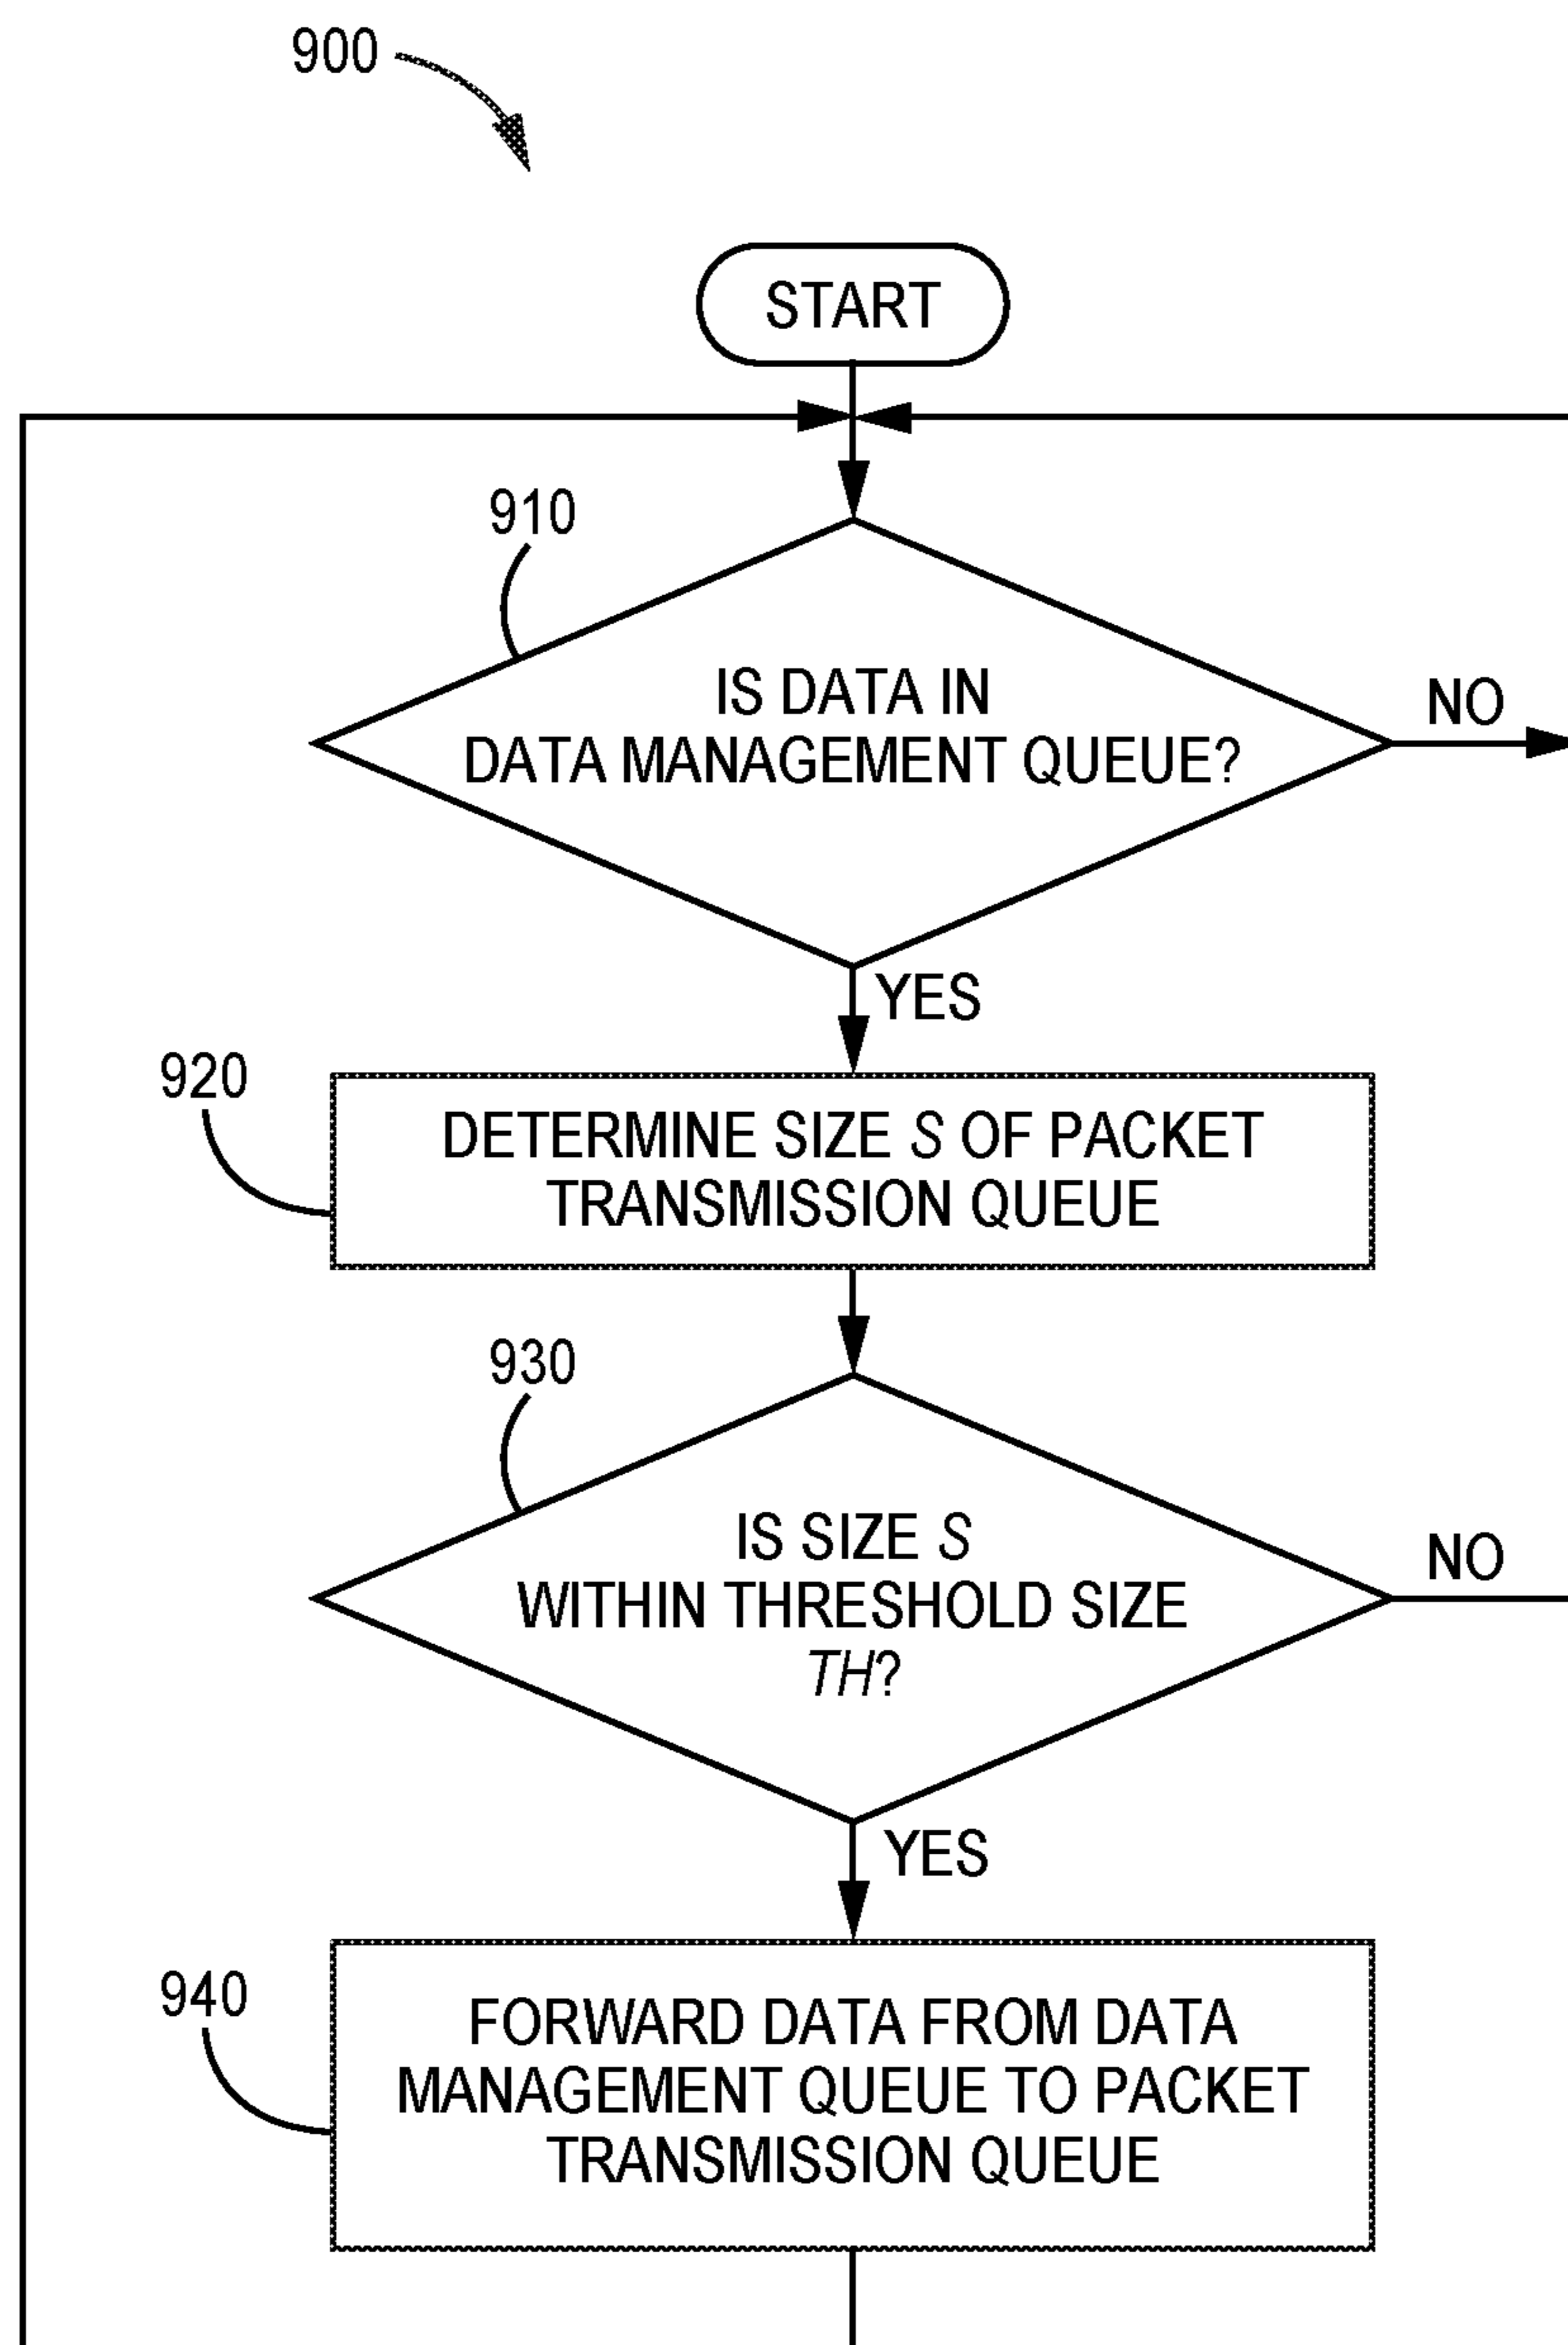 900
START
910
IS DATA IN
DATA MANAGEMENT QUEUE?
NO
YES
920
DETERMINE SIZE S OF PACKET
TRANSMISSION QUEUE
930
IS SIZE S
WITHIN THRESHOLD SIZE
TH?
NO
YES
940
FORWARD DATA FROM DATA
MANAGEMENT QUEUE TO PACKET
TRANSMISSION QUEUE